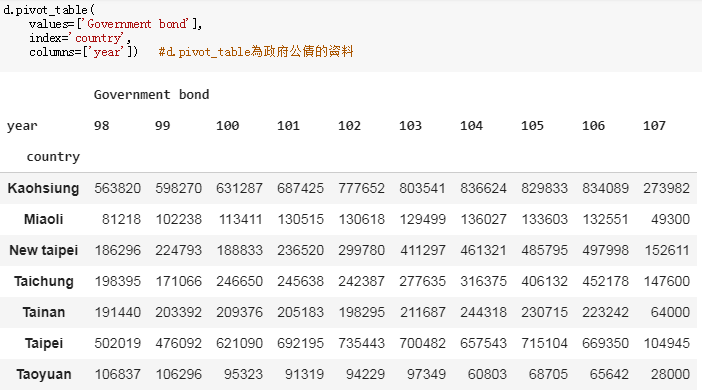 d.pivot_table(
values=['Government bond'],
index='country',
columns=['year']) #d.pivot_table為政府公債的資料
Government bond
year 98 99 100 101 102 103 104 105 106 107
country
Kaohsiung 563820 598270 631287 687425 777652 803541 836624 829833 834089 273982
Miaoli 81218 102238 113411 130515 130618 129499 136027 133603 132551 49300
New taipei 186296 224793 188833 236520 299780 411297 461321 485795 497998 152611
Taichung 198395 171066 246650 245638 242387 277635 316375 406132 452178 147600
Tainan 191440 203392 209376 205183 198295 211687 244318 230715 223242 64000
Taipei 502019 476092 621090 692195 735443 700482 657543 715104 669350 104945
Taoyuan 106837 106296 95323 91319 94229 97349 60803 68705 65642 28000